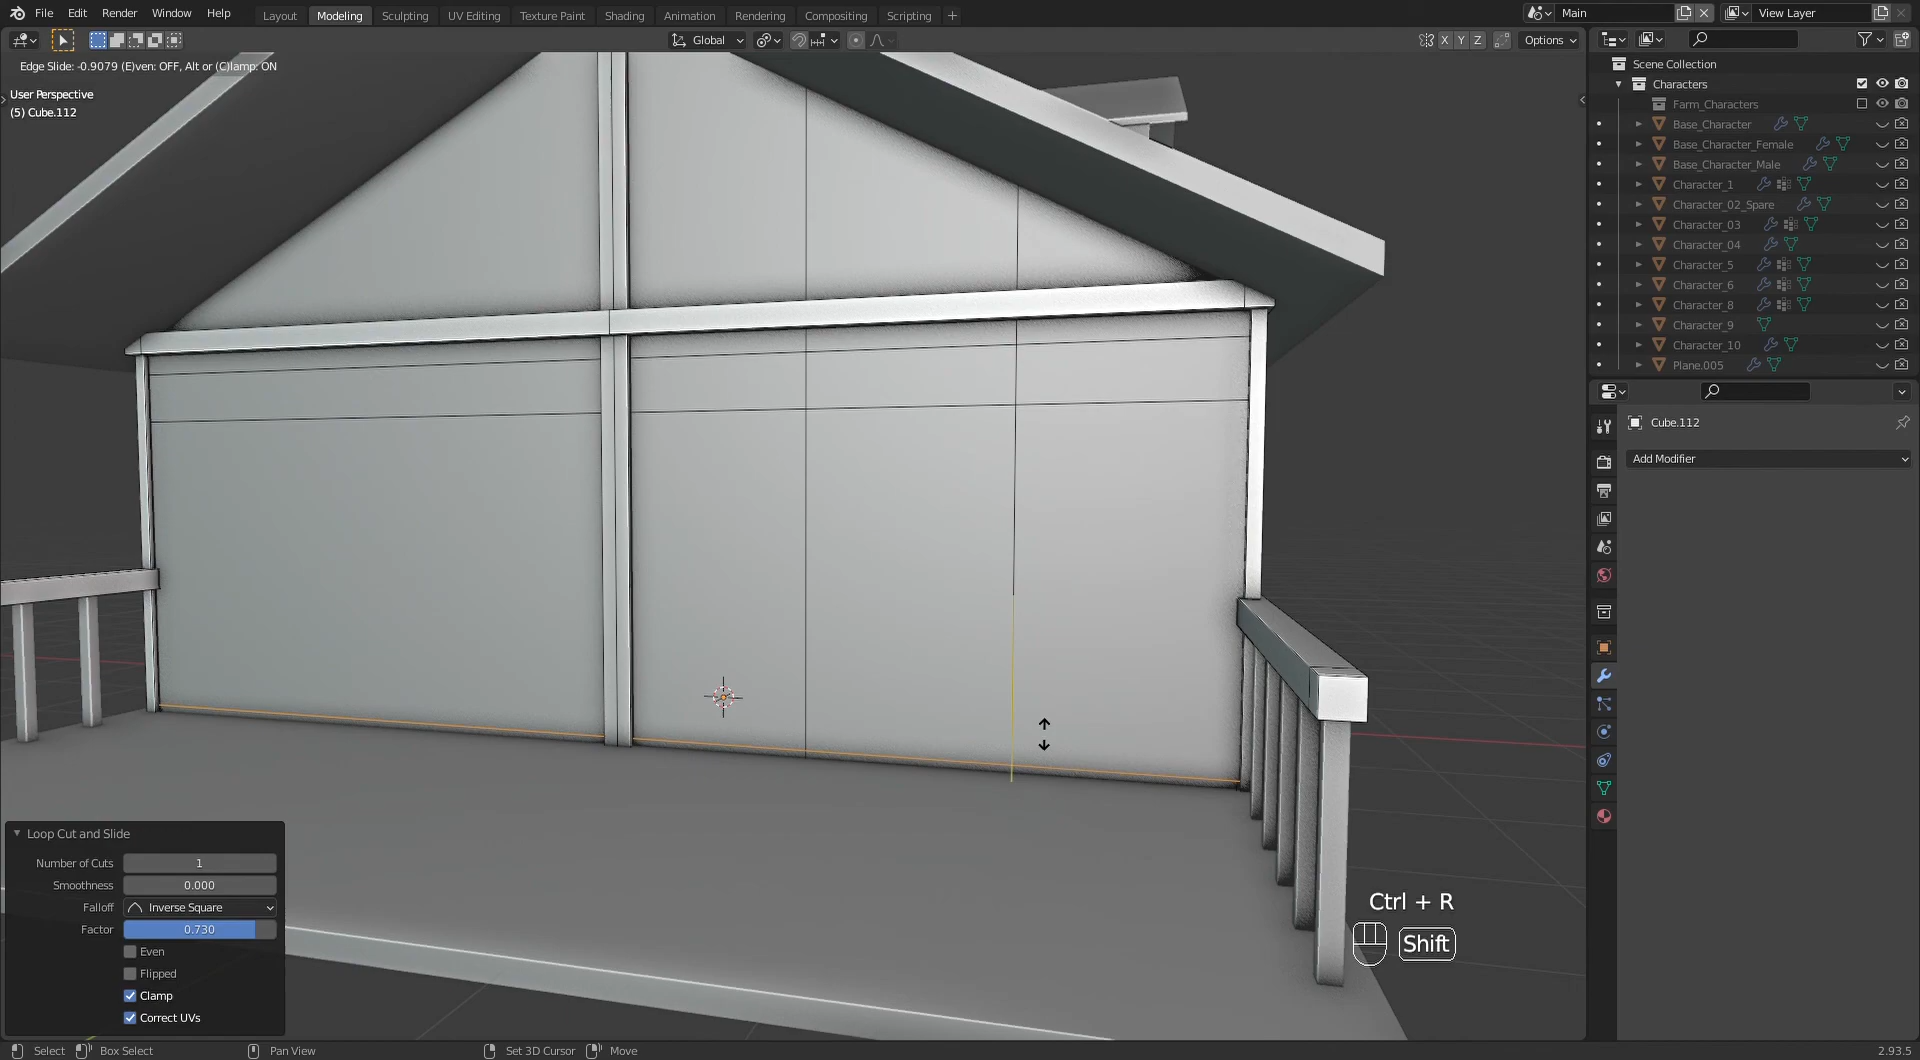 File Edit Render Window Help
Layout Modeling Sculpting UV Editing Texture Paint Shading Animation Rendering Compositing Scripting +
Main
View Layer
Global
X Y Z
Options
Edge Slide: -0.9079 (E)ven: OFF, Alt or (C)lamp: ON
User Perspective
(5) Cube.112
Scene Collection
Characters
Farm_Characters
Base_Character
Base_Character_Female
Base_Character_Male
Character_1
Character_02_Spare
Character_03
Character_04
Character_5
Character_6
Character_8
Character_9
Character_10
Plane.005
Cube.112
Add Modifier
Loop Cut and Slide
Number of Cuts 1
Smoothness 0.000
Falloff Inverse Square
Factor 0.730
Even
Flipped
Clamp
Correct UVs
Ctrl + R
Shift
Select Box Select Pan View Set 3D Cursor Move
2.93.5